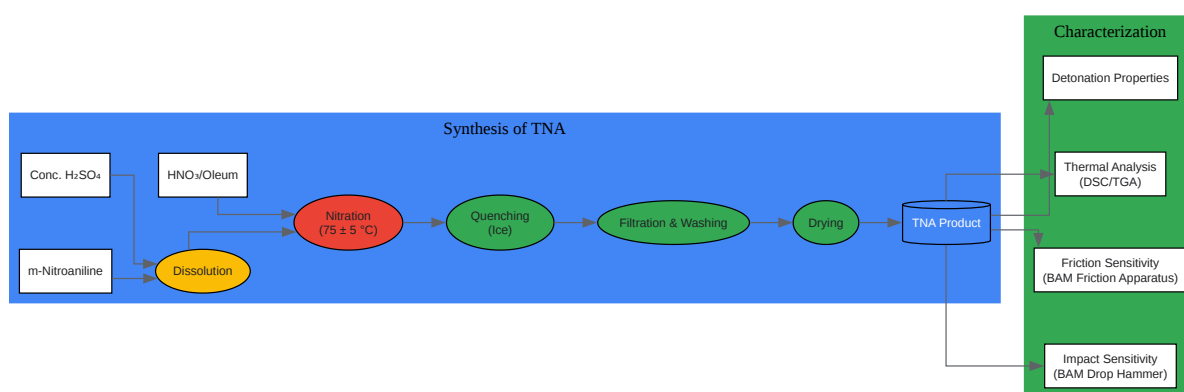 Characterization
Detonation Properties
Synthesis of TNA
Conc. H₂SO₄
HNO₃/Oleum
Thermal Analysis
(DSC/TGA)
Nitration
(75 ± 5 °C)
Quenching
(Ice)
Filtration & Washing
Drying
TNA Product
m-Nitroaniline
Dissolution
Friction Sensitivity
(BAM Friction Apparatus)
Impact Sensitivity
(BAM Drop Hammer)